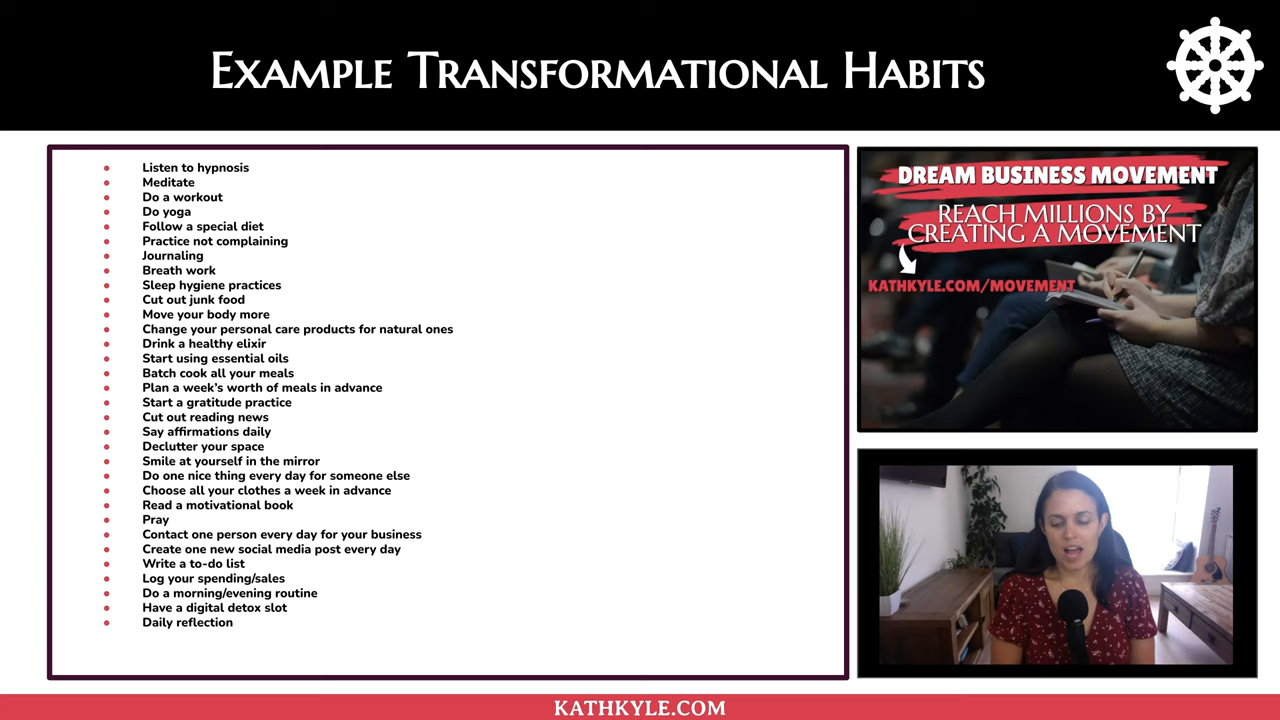 Example Transformational Habits
Listen to hypnosis
Meditate
Do a workout
Do yoga
Follow a special diet
Practice not complaining
Journaling
Breath work
Sleep hygiene practices
Cut out junk food
Move your body more
Change your personal care products for natural ones
Drink a healthy elixir
Start using essential oils
Batch cook all your meals
Plan a week's worth of meals in advance
Start a gratitude practice
Cut out reading news
Say affirmations daily
Declutter your space
Smile at yourself in the mirror
Do one nice thing every day for someone else
Choose all your clothes a week in advance
Read a motivational book
Pray
Contact one person every day for your business
Create one new social media post every day
Write a to-do list
Log your spending/sales
Do a morning/evening routine
Have a digital detox slot
Daily reflection
DREAM BUSINESS MOVEMENT
REACH MILLIONS BY
CREATING A MOVEMENT
KATHKYLE.COM/MOVEMENT
KATHKYLE.COM